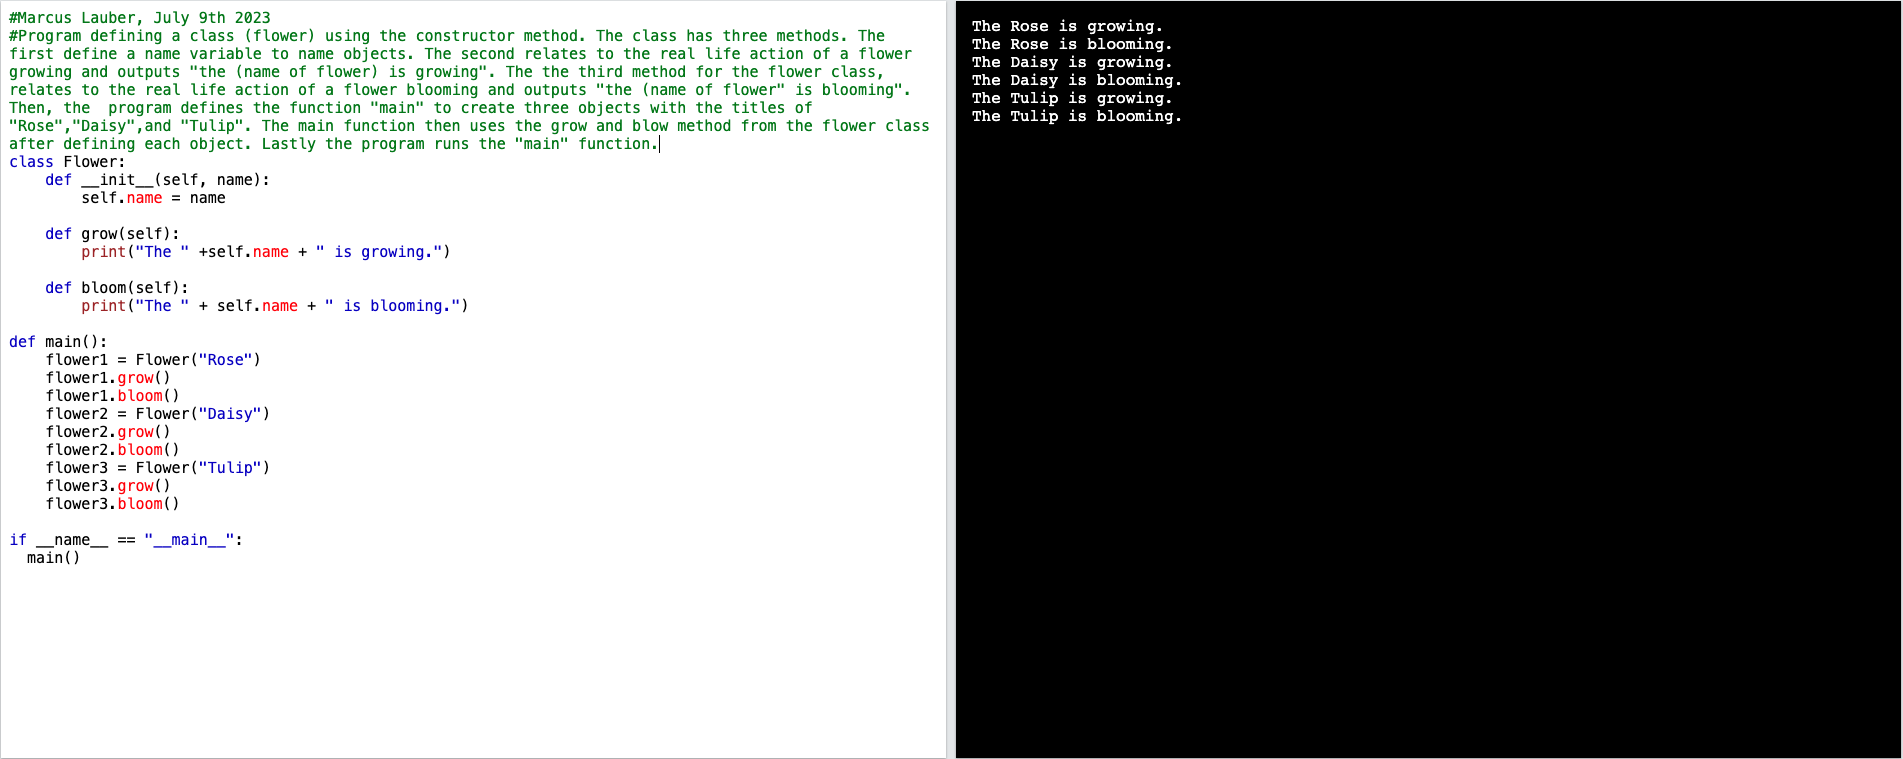 #Marcus Lauber, July 9th 2023
#Program defining a class (flower) using the constructor method. The class has three methods. The
first define a name variable to name objects. The second relates to the real life action of a flower
growing and outputs "the (name of flower) is growing". The the third method for the flower class,
relates to the real life action of a flower blooming and outputs "the (name of flower" is blooming".
Then, the  program defines the function "main" to create three objects with the titles of
"Rose","Daisy",and "Tulip". The main function then uses the grow and blow method from the flower class
after defining each object. Lastly the program runs the "main" function.
class Flower:
    def __init__(self, name):
        self.name = name

    def grow(self):
        print("The " +self.name + " is growing.")

    def bloom(self):
        print("The " + self.name + " is blooming.")

def main():
    flower1 = Flower("Rose")
    flower1.grow()
    flower1.bloom()
    flower2 = Flower("Daisy")
    flower2.grow()
    flower2.bloom()
    flower3 = Flower("Tulip")
    flower3.grow()
    flower3.bloom()

if __name__ == "__main__":
  main()
The Rose is growing.
The Rose is blooming.
The Daisy is growing.
The Daisy is blooming.
The Tulip is growing.
The Tulip is blooming.